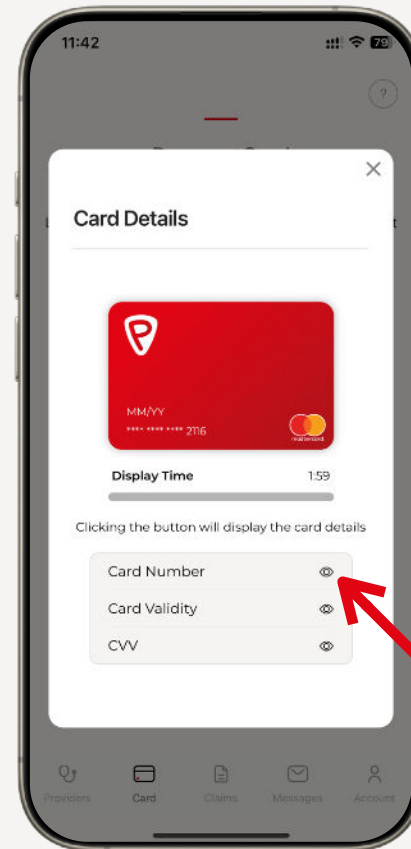 11:42
79
?
Card Details
P
MM/YY
**** **** **** 2116
mastercard
Display Time 1:59
Clicking the button will display the card details
Card Number
Card Validity
CVV
Providers Card Claims Messages Account